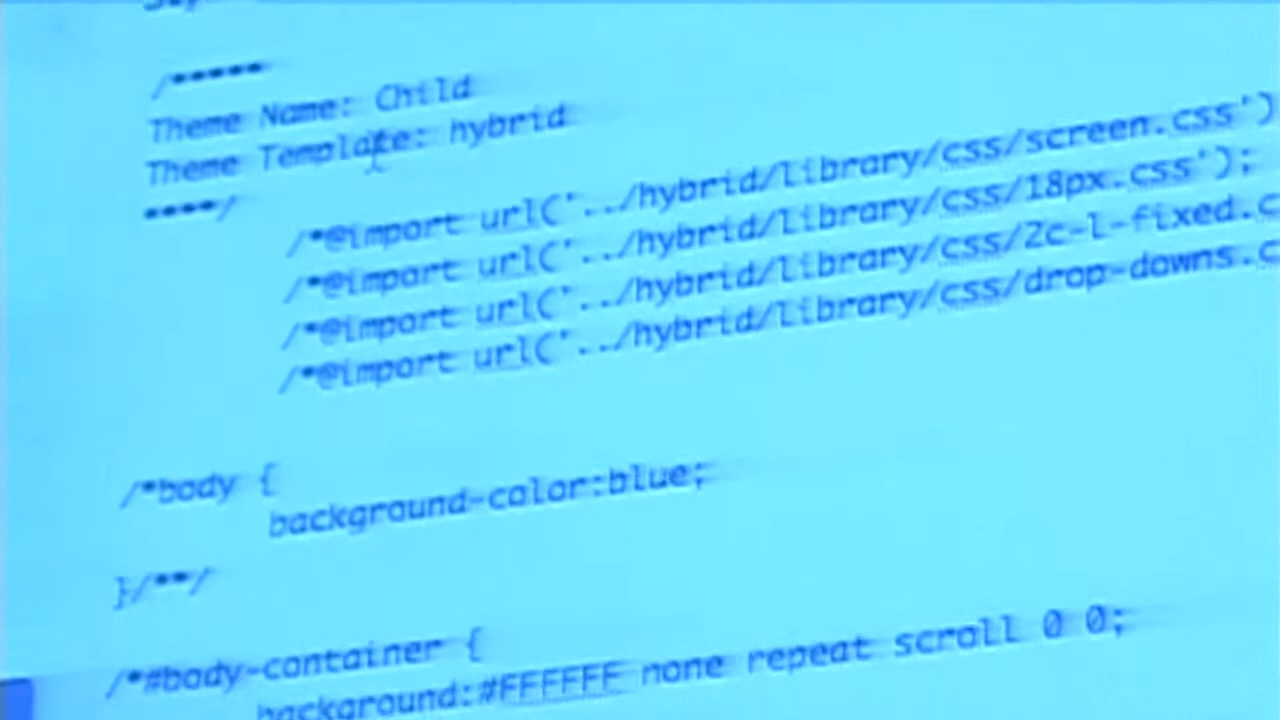 /*****
Theme Name: Child
Theme Template: hybrid
****/
/*@import url('../hybrid/library/css/screen.css')
/*@import url('../hybrid/library/css/18px.css');
/*@import url('../hybrid/library/css/2c-l-fixed.c
/*@import url('../hybrid/library/css/drop-downs.c
/*body {
background-color:blue;
}/**/
/*#body-container {
background:#FFFFFF none repeat scroll 0 0;